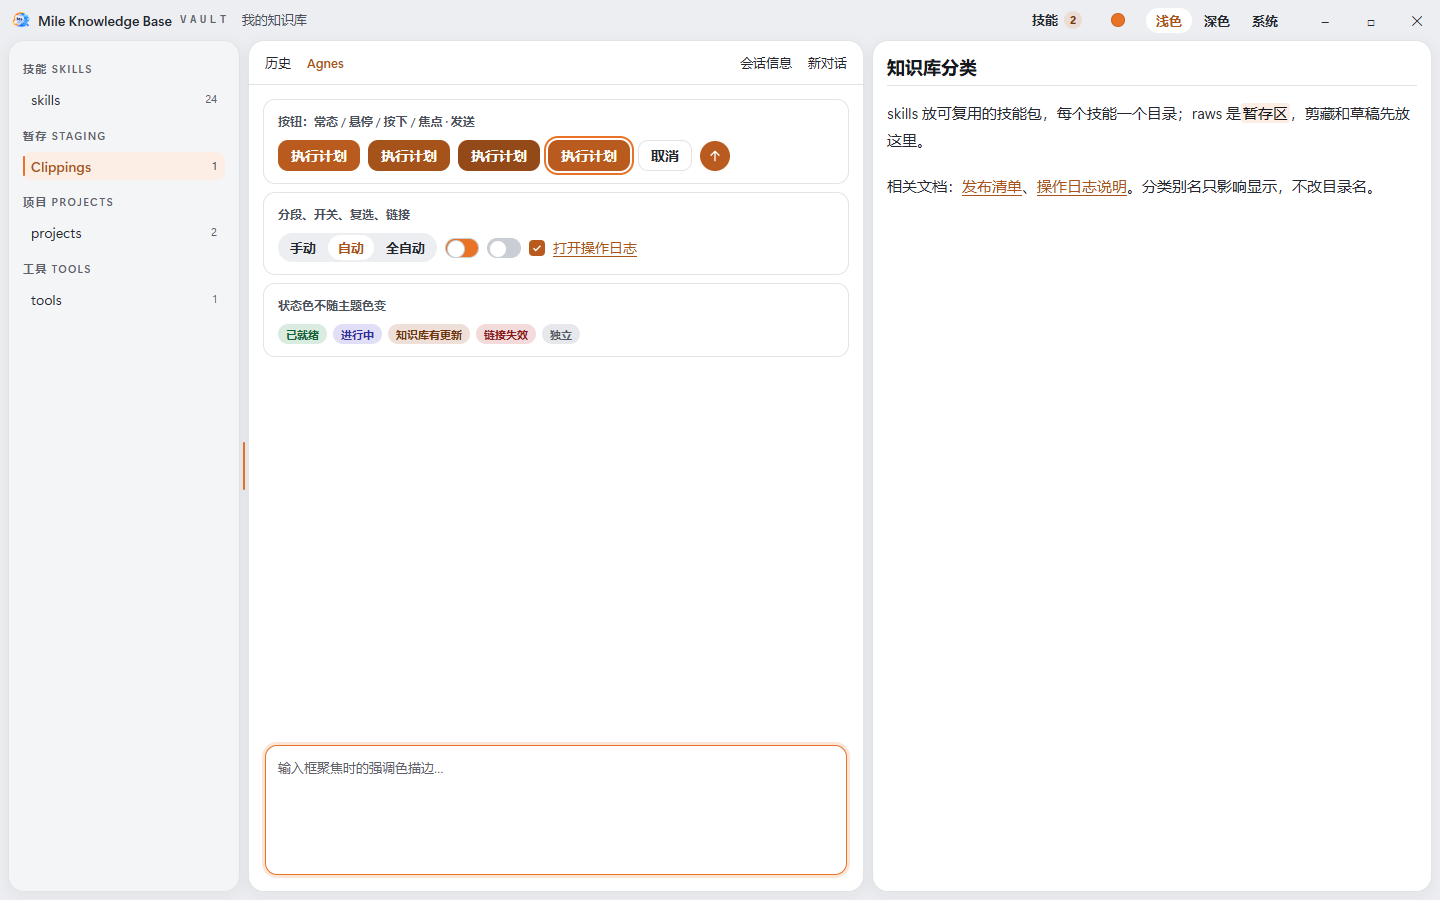 Mile Knowledge Base VAULT 我的知识库
技能 2 浅色 深色 系统
技能 SKILLS
skills 24
暂存 STAGING
Clippings 1
项目 PROJECTS
projects 2
工具 TOOLS
tools 1
历史 Agnes 会话信息 新对话
按钮：常态 / 悬停 / 按下 / 焦点 · 发送
执行计划 执行计划 执行计划 执行计划 取消
分段、开关、复选、链接
手动 自动 全自动 打开操作日志
状态色不随主题色变
已就绪 进行中 知识库有更新 链接失效 独立
输入框聚焦时的强调色描边...
知识库分类
skills 放可复用的技能包，每个技能一个目录；raws 是暂存区，剪藏和草稿先放
这里。
相关文档：发布清单、操作日志说明。分类别名只影响显示，不改目录名。